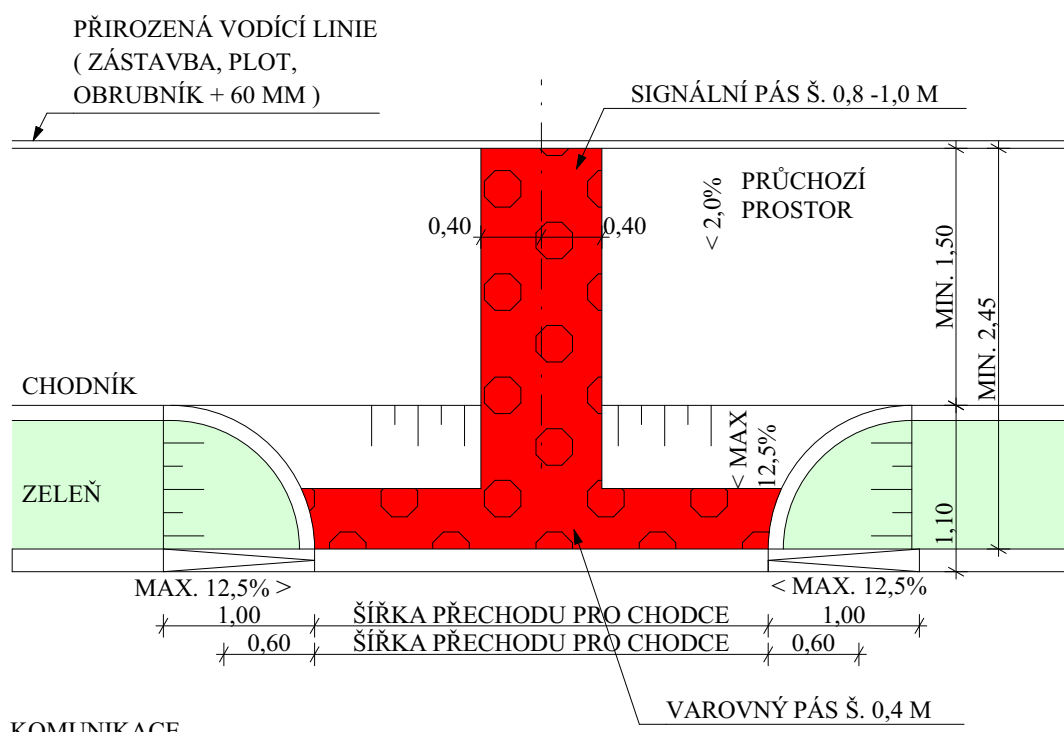 PŘIROZENÁ VODÍCÍ LINIE
( ZÁSTAVBA, PLOT,
OBRUBNÍK + 60 MM )
SIGNÁLNÍ PÁS Š. 0,8 -1,0 M
< 2,0%
PRŮCHOZÍ
PROSTOR
0,40
0,40
MIN. 1,50
MIN. 2,45
CHODNÍK
< MAX
12,5%
ZELEŇ
1,10
MAX. 12,5% >
< MAX. 12,5%
1,00
ŠÍŘKA PŘECHODU PRO CHODCE
1,00
0,60
ŠÍŘKA PŘECHODU PRO CHODCE
0,60
VAROVNÝ PÁS Š. 0,4 M
KOMUNIKACE